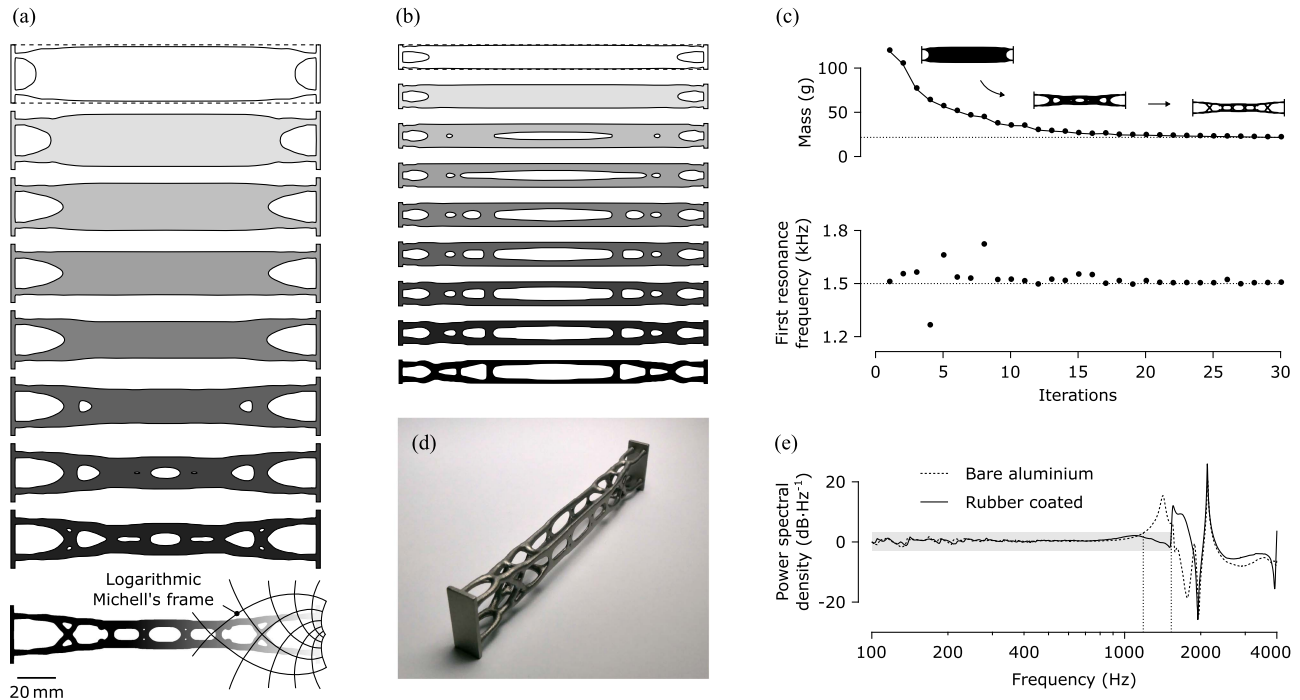 (a)
Logarithmic
Michell's frame
20 mm
(b)
(d)
(c)
Mass (g)
100
50
0
First resonance
frequency (kHz)
1.8
1.5
1.2
0 5 10 15 20 25 30
Iterations
(e)
Power spectral
density (dB·Hz⁻¹)
20
0
-20
Bare aluminium
Rubber coated
100 200 400 1000 2000 4000
Frequency (Hz)